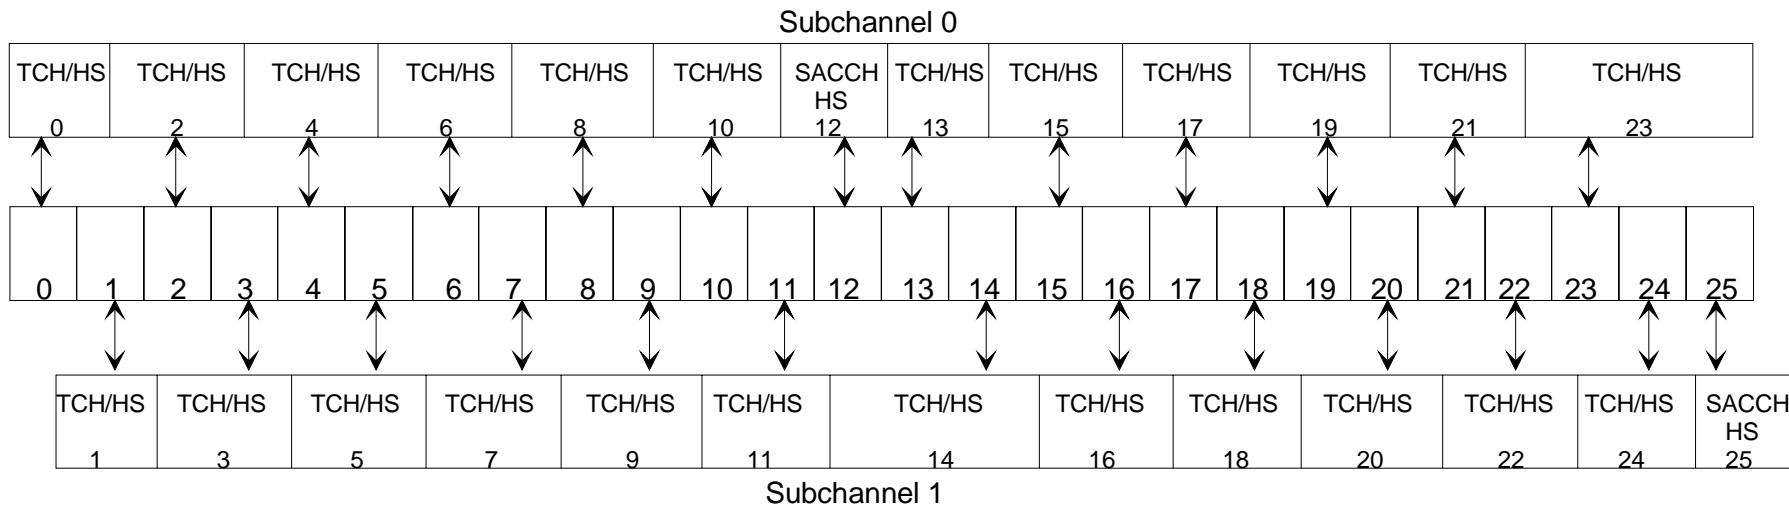 Subchannel 0
TCH/HS TCH/HS TCH/HS TCH/HS TCH/HS TCH/HS SACCH TCH/HS TCH/HS TCH/HS TCH/HS TCH/HS TCH/HS
HS
0 2 4 6 8 10 12 13 15 17 19 21 23
0 1 2 3 4 5 6 7 8 9 10 11 12 13 14 15 16 17 18 19 20 21 22 23 24 25
TCH/HS TCH/HS TCH/HS TCH/HS TCH/HS TCH/HS TCH/HS TCH/HS TCH/HS TCH/HS TCH/HS TCH/HS SACCH
HS
1 3 5 7 9 11 14 16 18 20 22 24 25
Subchannel 1